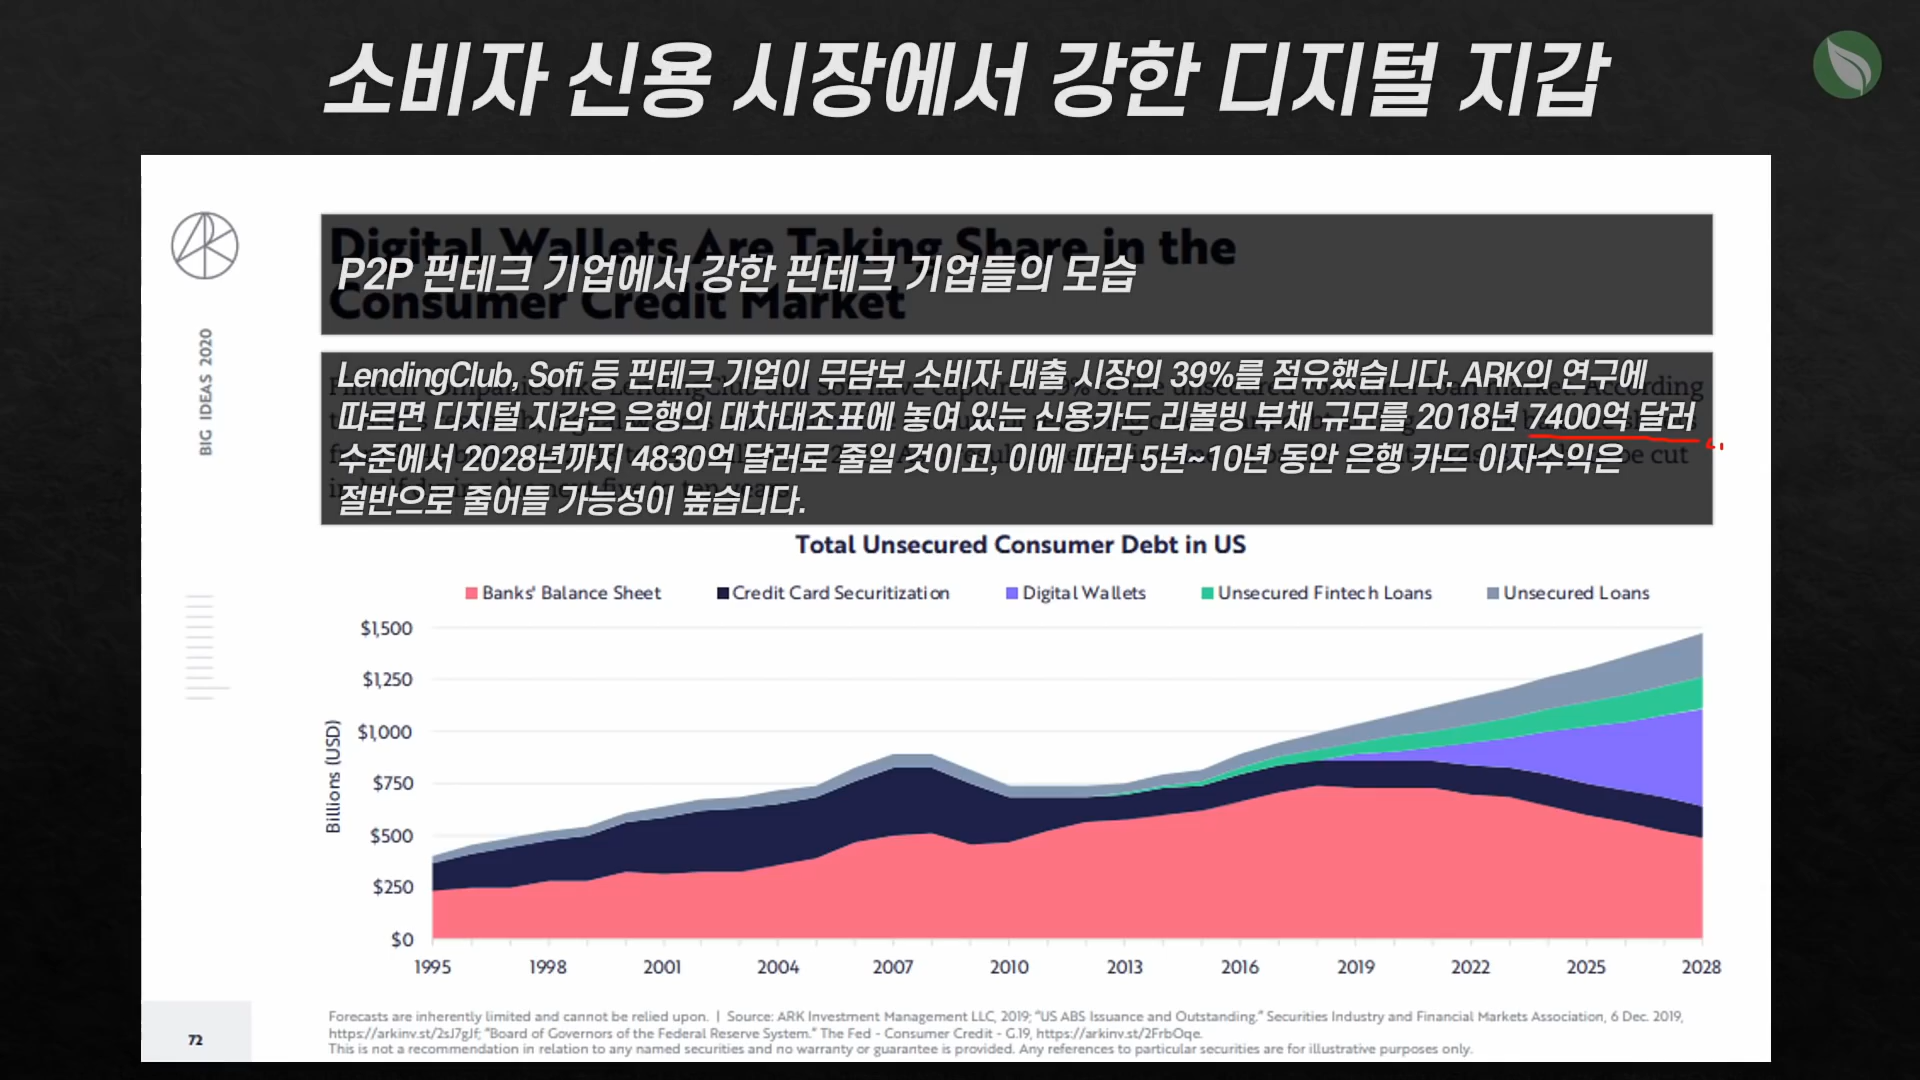 소비자 신용 시장에서 강한 디지털 지갑
BIG IDEAS 2020
Digital Wallets Are Taking Share in the
Consumer Credit Market
P2P 핀테크 기업에서 강한 핀테크 기업들의 모습
LendingClub, Sofi 등 핀테크 기업이 무담보 소비자 대출 시장의 39%를 점유했습니다. ARK의 연구에
따르면 디지털 지갑은 은행의 대차대조표에 놓여 있는 신용카드 리볼빙 부채 규모를 2018년 7400억 달러
수준에서 2028년까지 4830억 달러로 줄일 것이고, 이에 따라 5년~10년 동안 은행 카드 이자수익은
절반으로 줄어들 가능성이 높습니다.
Total Unsecured Consumer Debt in US
Banks' Balance Sheet Credit Card Securitization Digital Wallets Unsecured Fintech Loans Unsecured Loans
Billions (USD)
$1,500
$1,250
$1,000
$750
$500
$250
$0
1995 1998 2001 2004 2007 2010 2013 2016 2019 2022 2025 2028
Forecasts are inherently limited and cannot be relied upon. | Source: ARK Investment Management LLC, 2019; "US ABS Issuance and Outstanding." Securities Industry and Financial Markets Association, 6 Dec. 2019,
https://arkinv.st/2sJ7gJf; "Board of Governors of the Federal Reserve System." The Fed - Consumer Credit - G.19, https://arkinv.st/2FrbOqe.
This is not a recommendation in relation to any named securities and no warranty or guarantee is provided. Any references to particular securities are for illustrative purposes only.
72